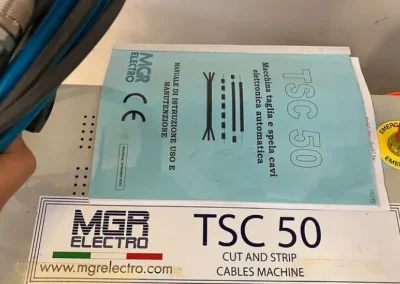 TSC 50
Macchina taglia e spela cavi
elettronica automatica
MGR
ELECTRO
MANUALE DI ISTRUZIONE USO E
MANUTENZIONE
CE
MGR
ELECTRO
www.mgrelectro.com
TSC 50
CUT AND STRIP
CABLES MACHINE